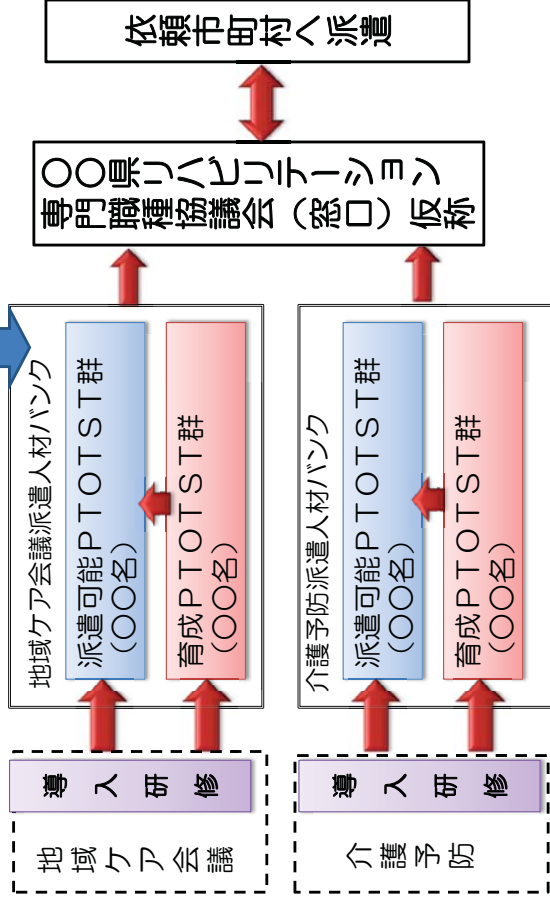 地域ケア会議
導入研修
地域ケア会議派遣人材バンク
派遣可能ＰＴＯＴＳＴ群
（〇〇名）
育成ＰＴＯＴＳＴ群
（〇〇名）
介護予防
導入研修
介護予防派遣人材バンク
派遣可能ＰＴＯＴＳＴ群
（〇〇名）
育成ＰＴＯＴＳＴ群
（〇〇名）
〇〇県リハビリテーション
専門職種協議会（窓口）仮称
依頼市町村へ派遣